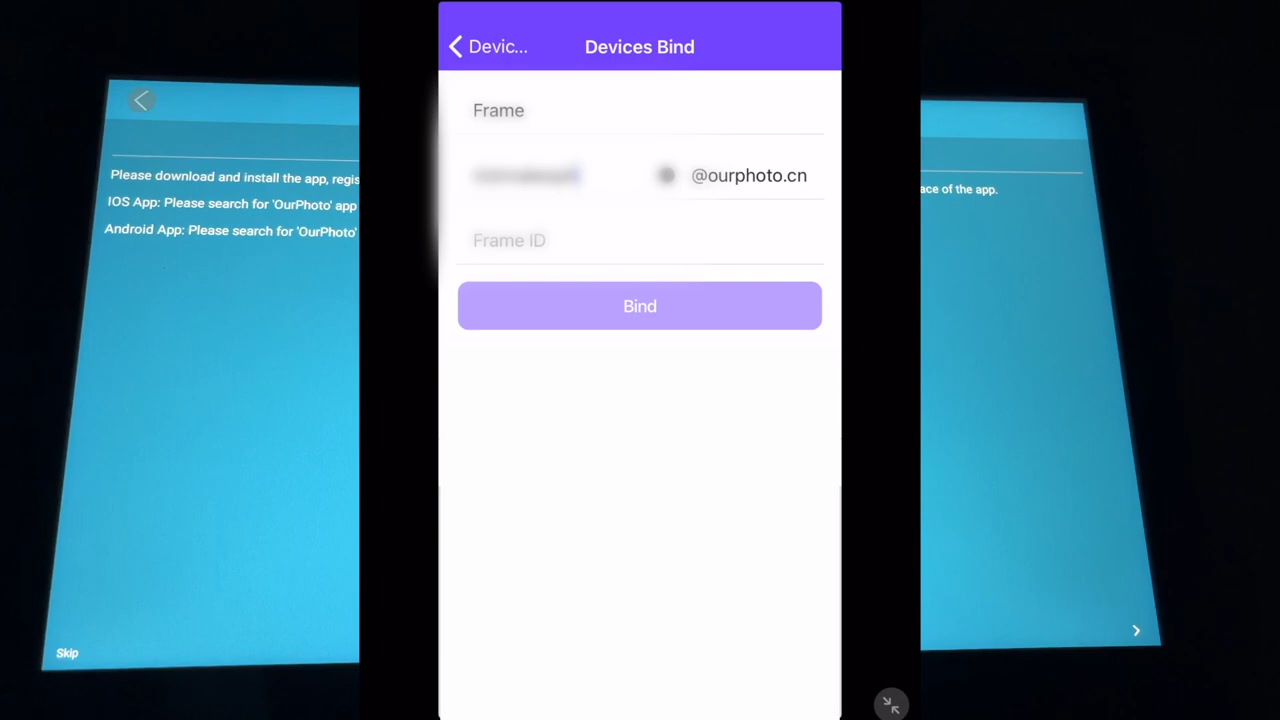 Devic...
Devices Bind
Frame
@ourphoto.cn
Frame ID
Bind
Please download and install the app, regis
IOS App: Please search for 'OurPhoto' app
Android App: Please search for 'OurPhoto'
Skip
ace of the app.